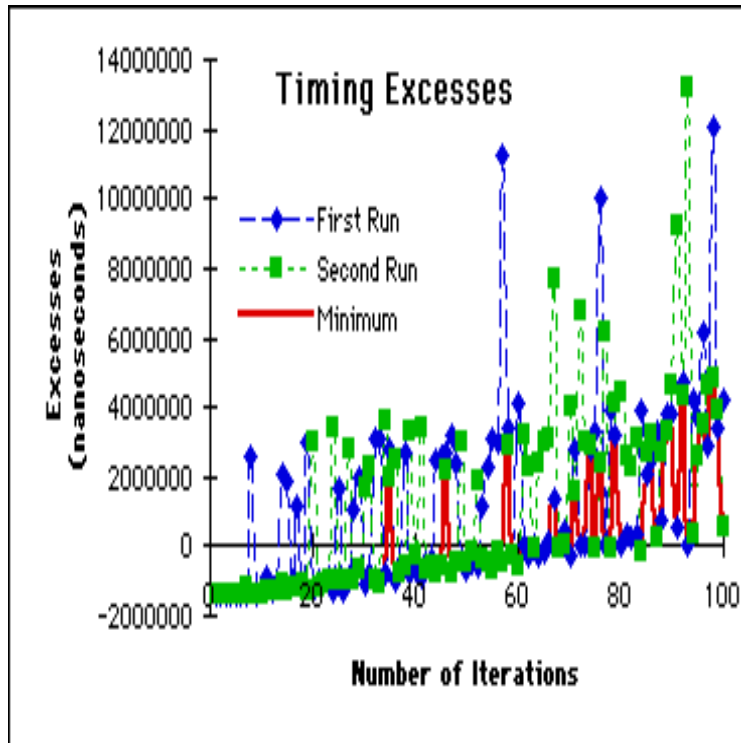 Timing Excesses
14000000
12000000
10000000
8000000
6000000
4000000
2000000
0
-2000000
Excesses
(nanoseconds)
First Run
Second Run
Minimum
0 20 40 60 80 100
Number of Iterations